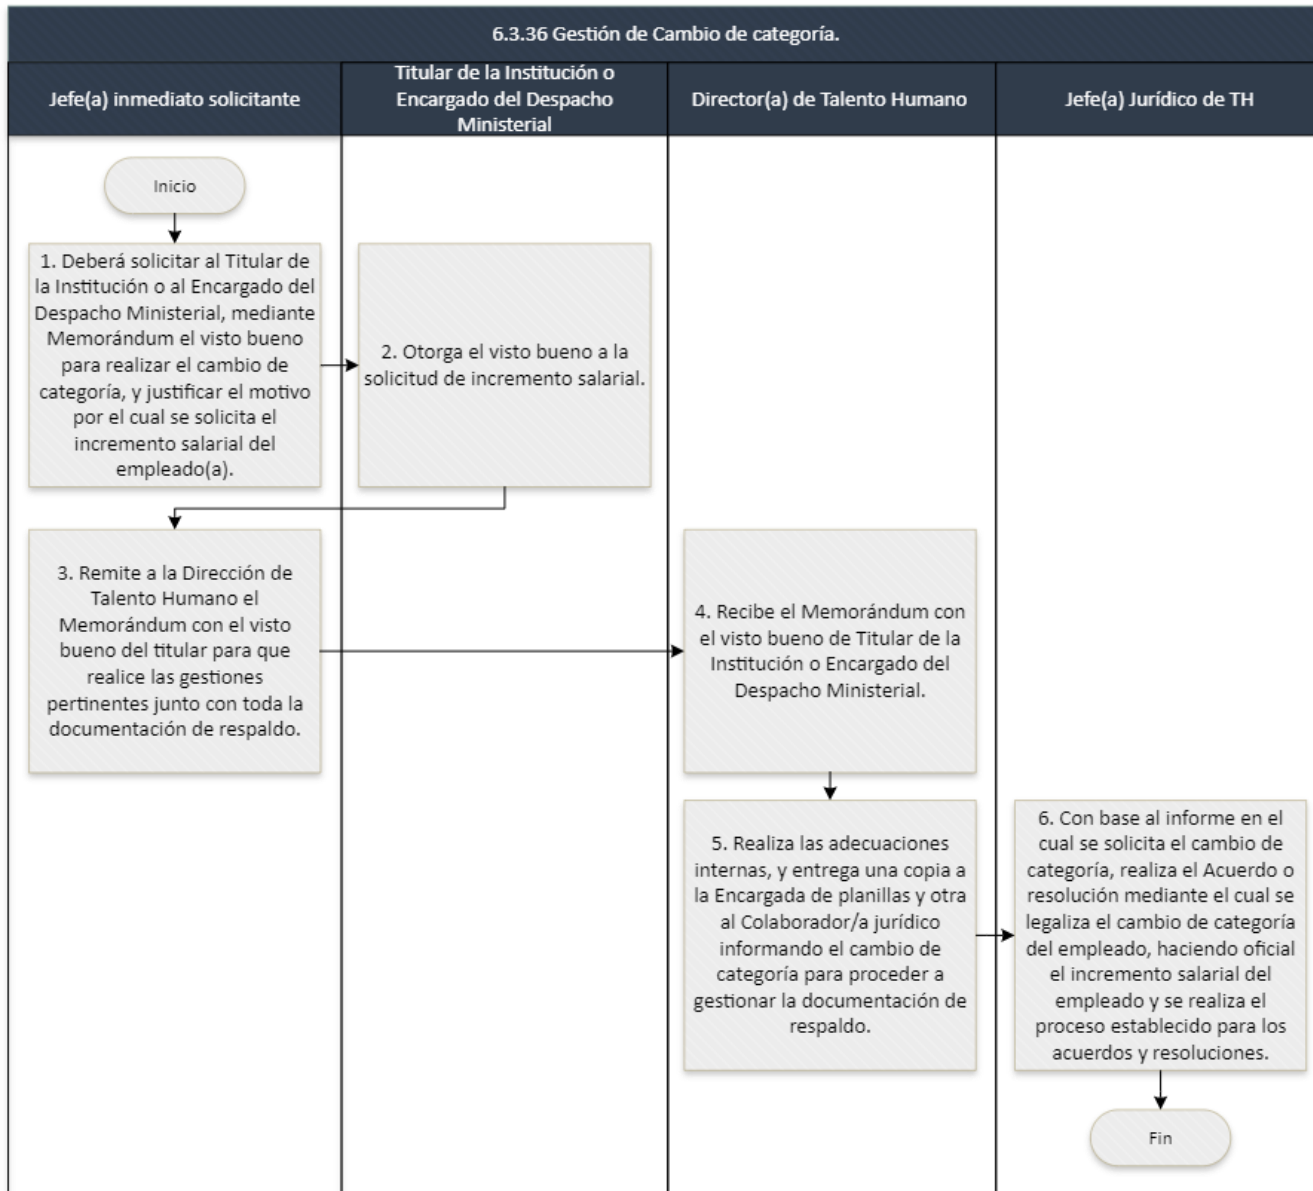 6.3.36 Gestión de Cambio de categoría.
Jefe(a) inmediato solicitante
Titular de la Institución o
Encargado del Despacho
Ministerial
Director(a) de Talento Humano
Jefe(a) Jurídico de TH
Inicio
1. Deberá solicitar al Titular de
la Institución o al Encargado del
Despacho Ministerial, mediante
Memorándum el visto bueno
para realizar el cambio de
categoría, y justificar el motivo
por el cual se solicita el
incremento salarial del
empleado(a).
2. Otorga el visto bueno a la
solicitud de incremento salarial.
3. Remite a la Dirección de
Talento Humano el
Memorándum con el visto
bueno del titular para que
realice las gestiones
pertinentes junto con toda la
documentación de respaldo.
4. Recibe el Memorándum con
el visto bueno de Titular de la
Institución o Encargado del
Despacho Ministerial.
5. Realiza las adecuaciones
internas, y entrega una copia a
la Encargada de planillas y otra
al Colaborador/a jurídico
informando el cambio de
categoría para proceder a
gestionar la documentación de
respaldo.
6. Con base al informe en el
cual se solicita el cambio de
categoría, realiza el Acuerdo o
resolución mediante el cual se
legaliza el cambio de categoría
del empleado, haciendo oficial
el incremento salarial del
empleado y se realiza el
proceso establecido para los
acuerdos y resoluciones.
Fin